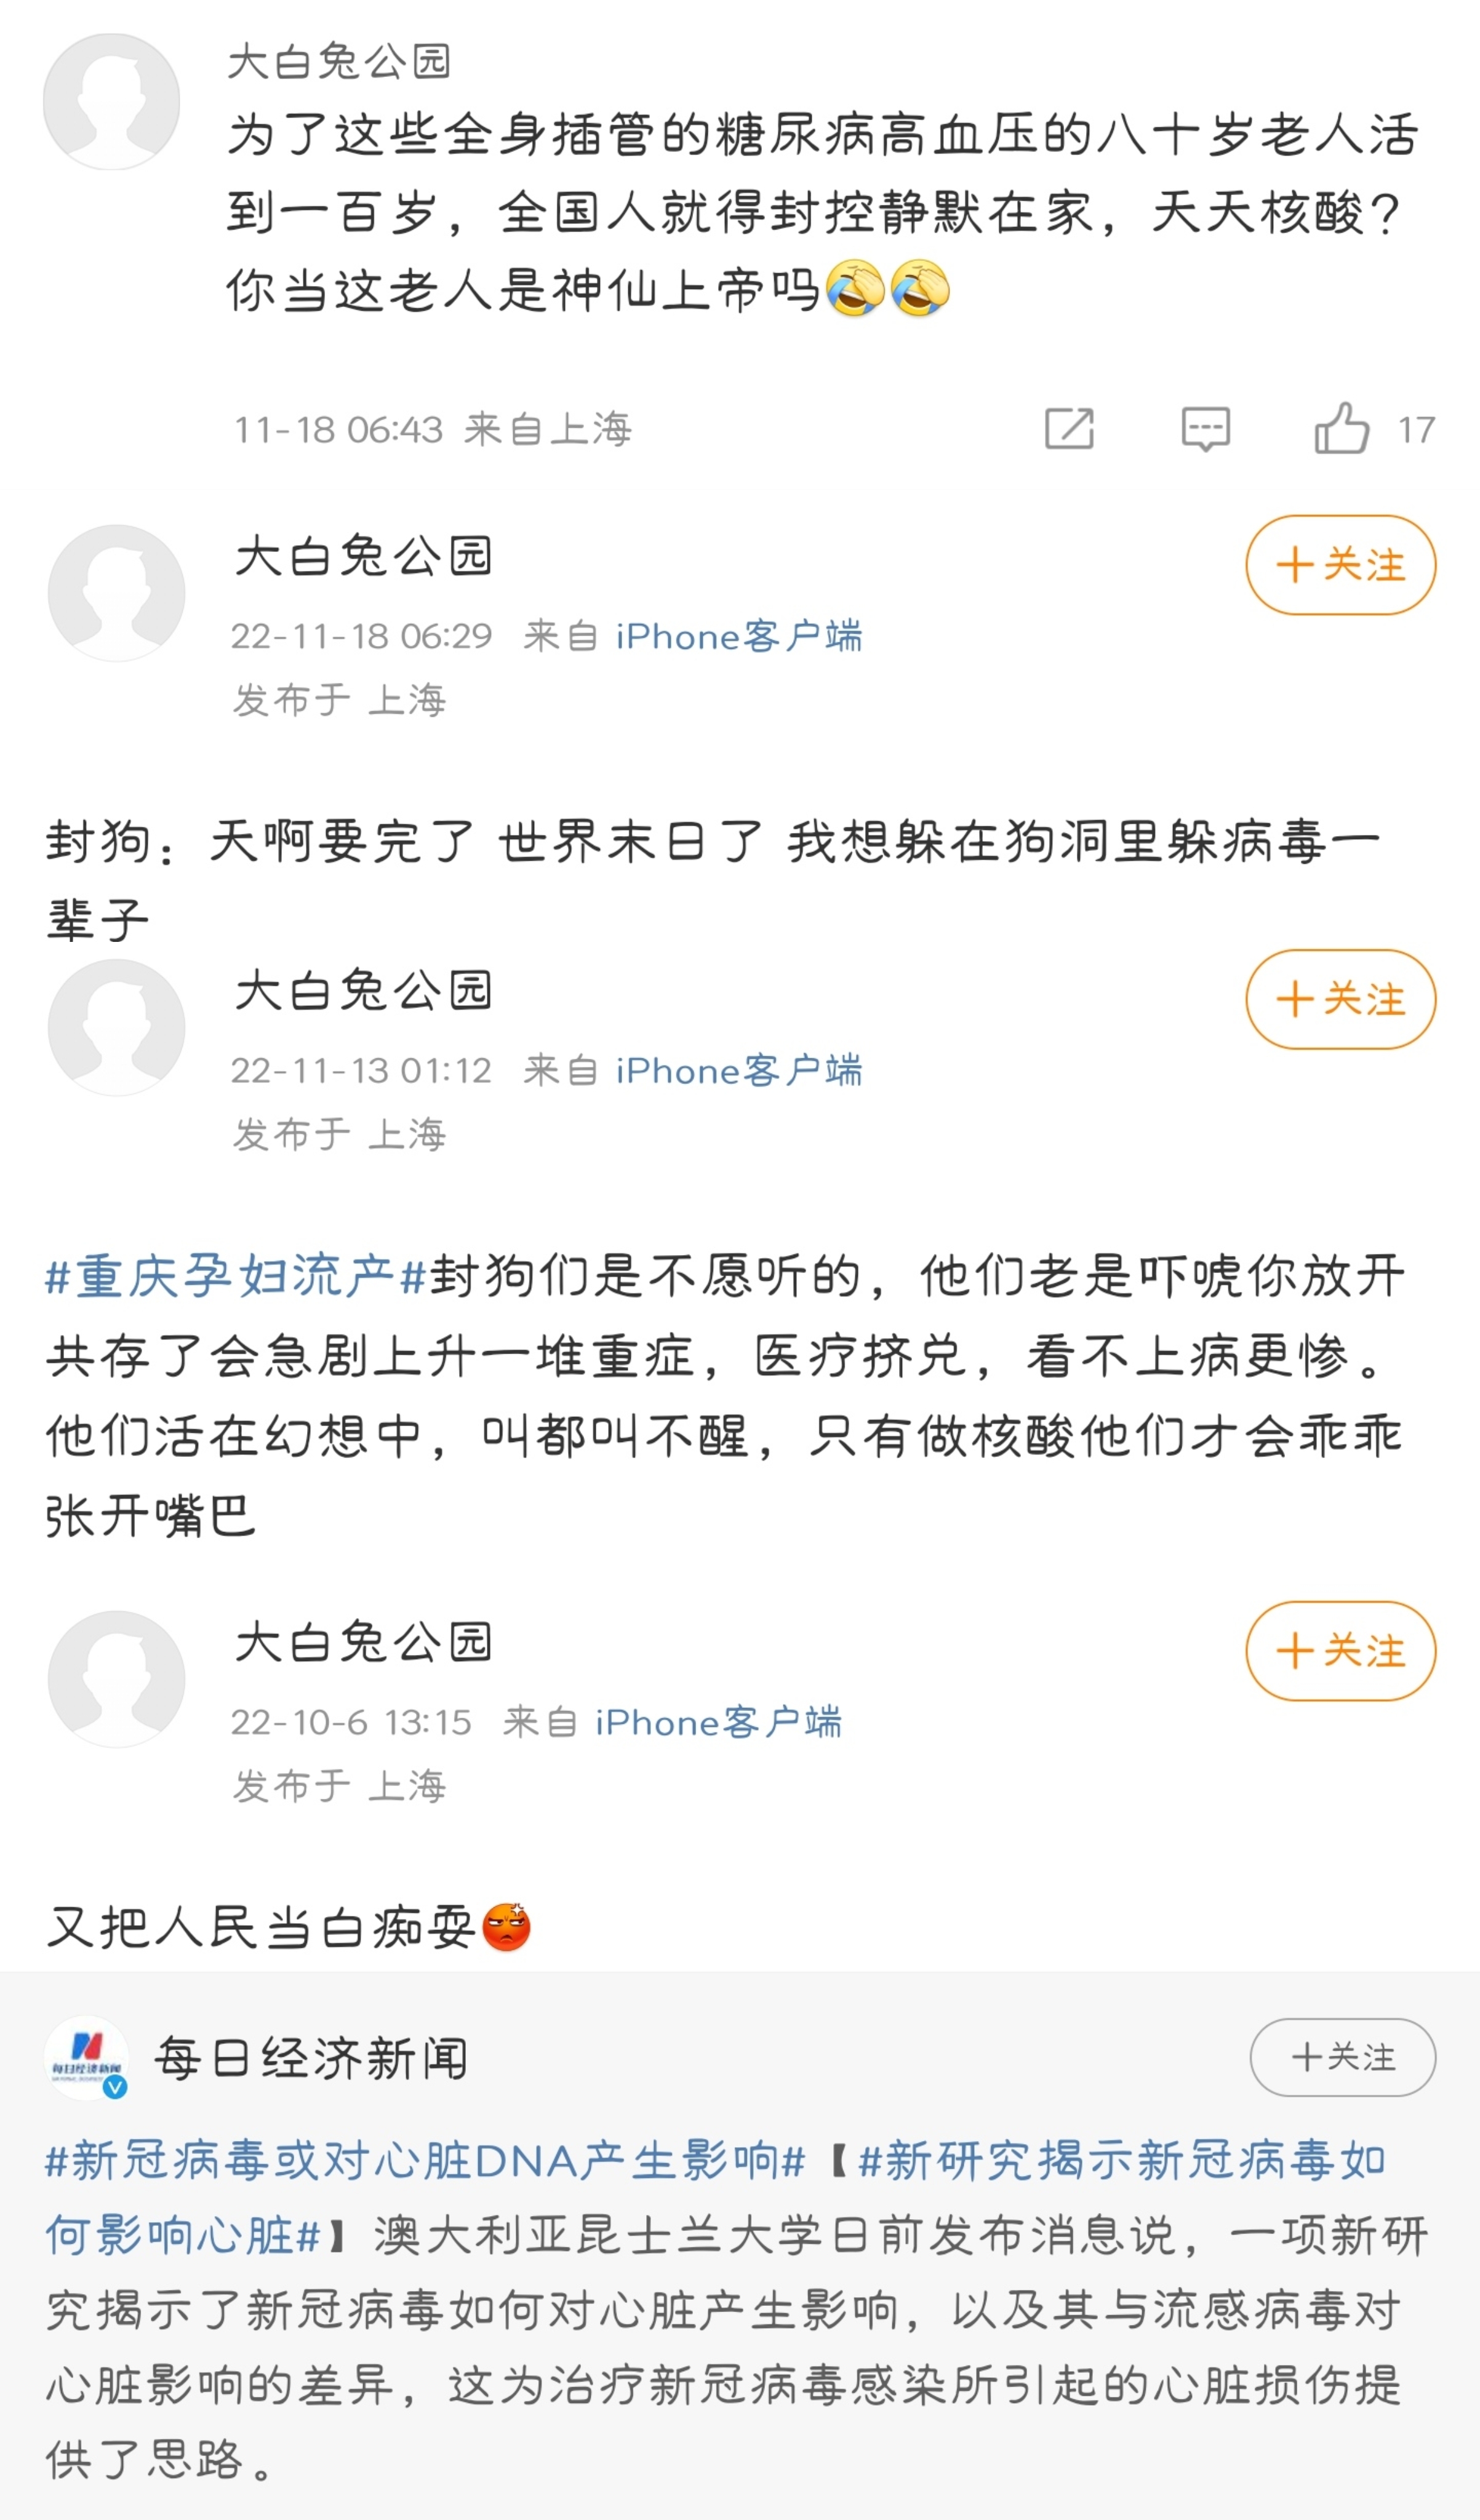 大白兔公园
为了这些全身插管的糖尿病高血压的八十岁老人活
到一百岁，全国人就得封控静默在家，天天核酸？
你当这老人是神仙上帝吗🤣🤣
11-18 06:43 来自上海
17
大白兔公园
十关注
22-11-18 06:29 来自 iPhone客户端
发布于 上海
封狗：天啊要完了 世界末日了 我想躲在狗洞里躲病毒一
辈子
大白兔公园
十关注
22-11-13 01:12 来自 iPhone客户端
发布于 上海
#重庆孕妇流产#封狗们是不愿听的，他们老是吓唬你放开
共存了会急剧上升一堆重症，医疗挤兑，看不上病更惨。
他们活在幻想中，叫都叫不醒，只有做核酸他们才会乖乖
张开嘴巴
大白兔公园
十关注
22-10-6 13:15 来自 iPhone客户端
发布于 上海
又把人民当白痴耍😡
每日经济新闻
每日经济新闻
十关注
#新冠病毒或对心脏DNA产生影响#【#新研究揭示新冠病毒如
何影响心脏#】澳大利亚昆士兰大学日前发布消息说，一项新研
究揭示了新冠病毒如何对心脏产生影响，以及其与流感病毒对
心脏影响的差异，这为治疗新冠病毒感染所引起的心脏损伤提
供了思路。